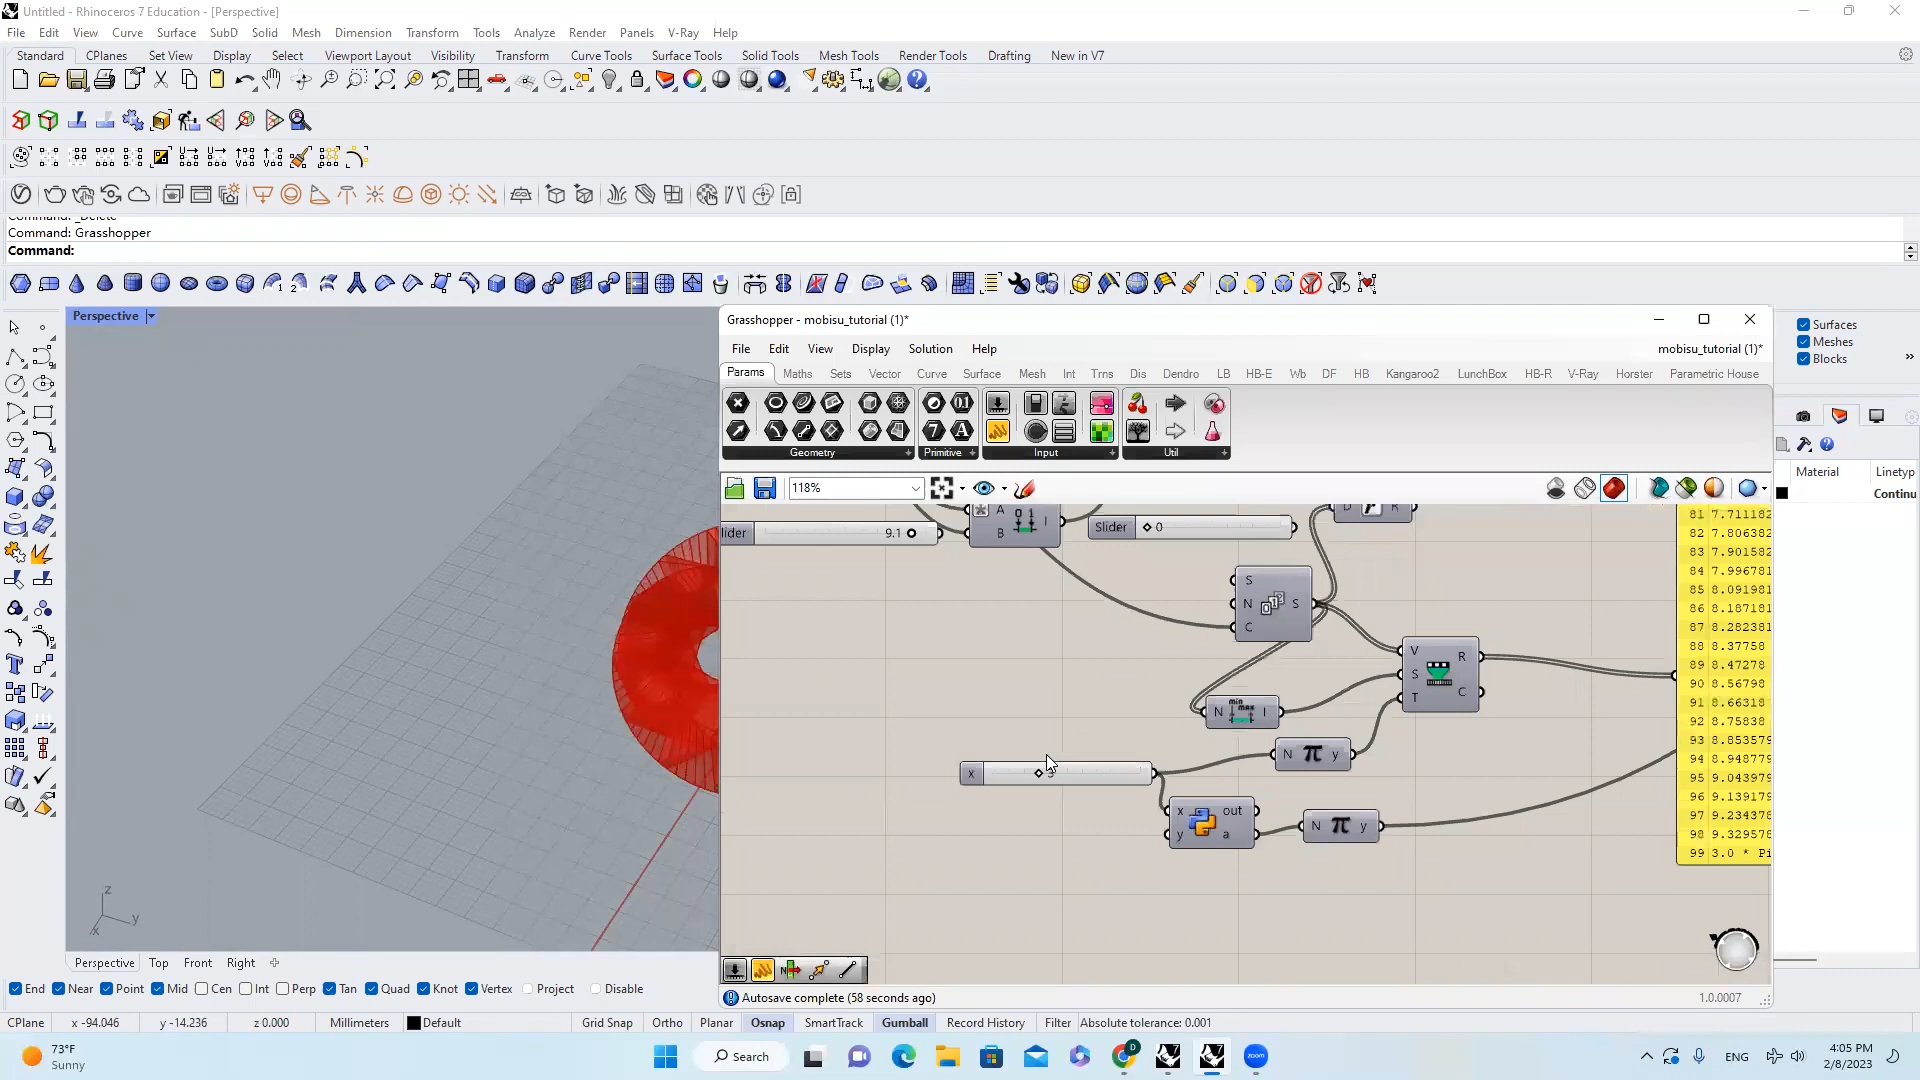 Untitled - Rhinoceros 7 Education - [Perspective]
File Edit View Curve Surface SubD Solid Mesh Dimension Transform Tools Analyze Render Panels V-Ray Help
Standard CPlanes Set View Display Select Viewport Layout Visibility Transform Curve Tools Surface Tools Solid Tools Mesh Tools Render Tools Drafting New in V7
Command: _Delete
Command: Grasshopper
Command:
Perspective
Surfaces
Meshes
Blocks
Material Linetyp
Continu
Grasshopper - mobisu_tutorial (1)*
File Edit View Display Solution Help mobisu_tutorial (1)*
Params Maths Sets Vector Curve Surface Mesh Int Trns Dis Dendro LB HB-E Wb DF HB Kangaroo2 LunchBox HB-R V-Ray Horster Parametric House
Geometry Primitive Input Util
118%
lider 9.1
A B I
Slider 0
D R
S N C S
V S T R C
min max
N I
N π y
x 3
x y out a
N π y
81 7.711182
82 7.806382
83 7.901582
84 7.996781
85 8.091981
86 8.187181
87 8.282381
88 8.37758
89 8.47278
90 8.56798
91 8.66318
92 8.75838
93 8.853579
94 8.948779
95 9.043979
96 9.139179
97 9.234378
98 9.329578
99 3.0 * Pi
z
y
x
Perspective Top Front Right
Autosave complete (58 seconds ago) 1.0.0007
End Near Point Mid Cen Int Perp Tan Quad Knot Vertex Project Disable
CPlane x -94.046 y -14.236 z 0.000 Millimeters Default Grid Snap Ortho Planar Osnap SmartTrack Gumball Record History Filter Absolute tolerance: 0.001
73°F
Sunny
Search
zoom
ENG
4:05 PM
2/8/2023